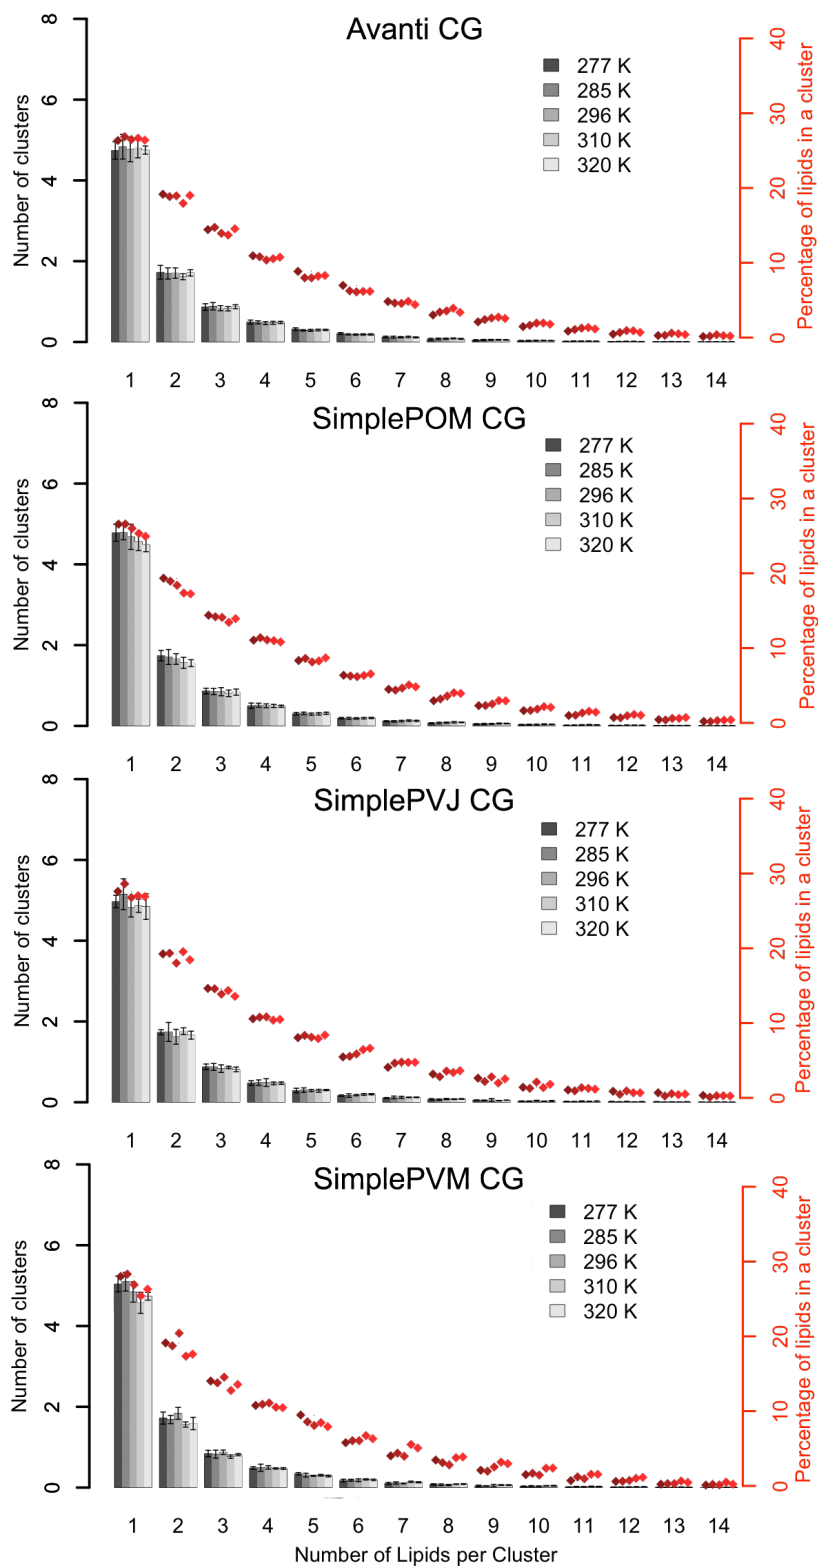 Avanti CG
8
6
4
2
0
Number of clusters
277 K
285 K
296 K
310 K
320 K
40
30
20
10
0
Percentage of lipids in a cluster
1 2 3 4 5 6 7 8 9 10 11 12 13 14
SimplePOM CG
8
6
4
2
0
Number of clusters
277 K
285 K
296 K
310 K
320 K
40
30
20
10
0
Percentage of lipids in a cluster
1 2 3 4 5 6 7 8 9 10 11 12 13 14
SimplePVJ CG
8
6
4
2
0
Number of clusters
277 K
285 K
296 K
310 K
320 K
40
30
20
10
0
Percentage of lipids in a cluster
1 2 3 4 5 6 7 8 9 10 11 12 13 14
SimplePVM CG
8
6
4
2
0
Number of clusters
277 K
285 K
296 K
310 K
320 K
40
30
20
10
0
Percentage of lipids in a cluster
1 2 3 4 5 6 7 8 9 10 11 12 13 14
Number of Lipids per Cluster